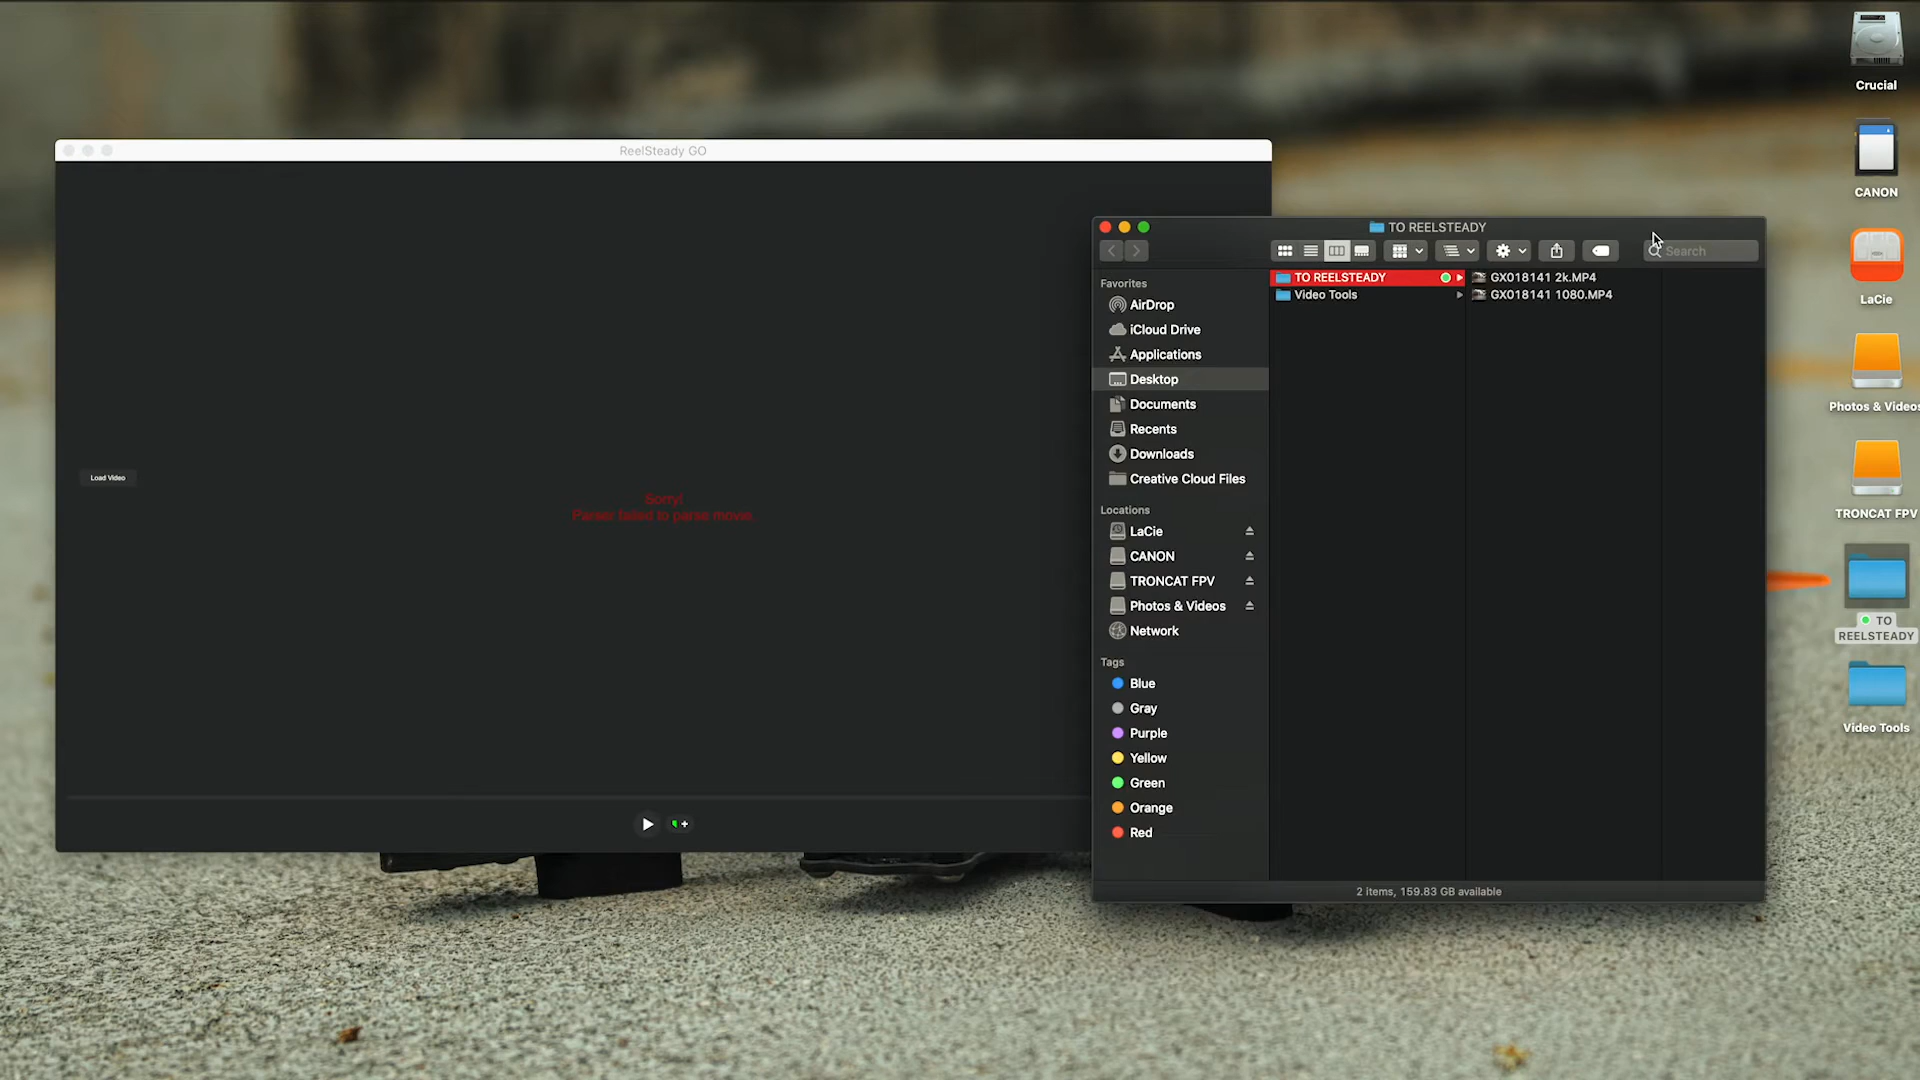 ReelSteady GO
Load Video
Sorry!
Parser failed to parse movie.
TO REELSTEADY
Search
Favorites
AirDrop
iCloud Drive
Applications
Desktop
Documents
Recents
Downloads
Creative Cloud Files
Locations
LaCie
CANON
TRONCAT FPV
Photos & Videos
Network
Tags
Blue
Gray
Purple
Yellow
Green
Orange
Red
TO REELSTEADY
Video Tools
GX018141 2k.MP4
GX018141 1080.MP4
2 items, 159.83 GB available
Crucial
CANON
LaCie
Photos & Videos
TRONCAT FPV
TO
REELSTEADY
Video Tools